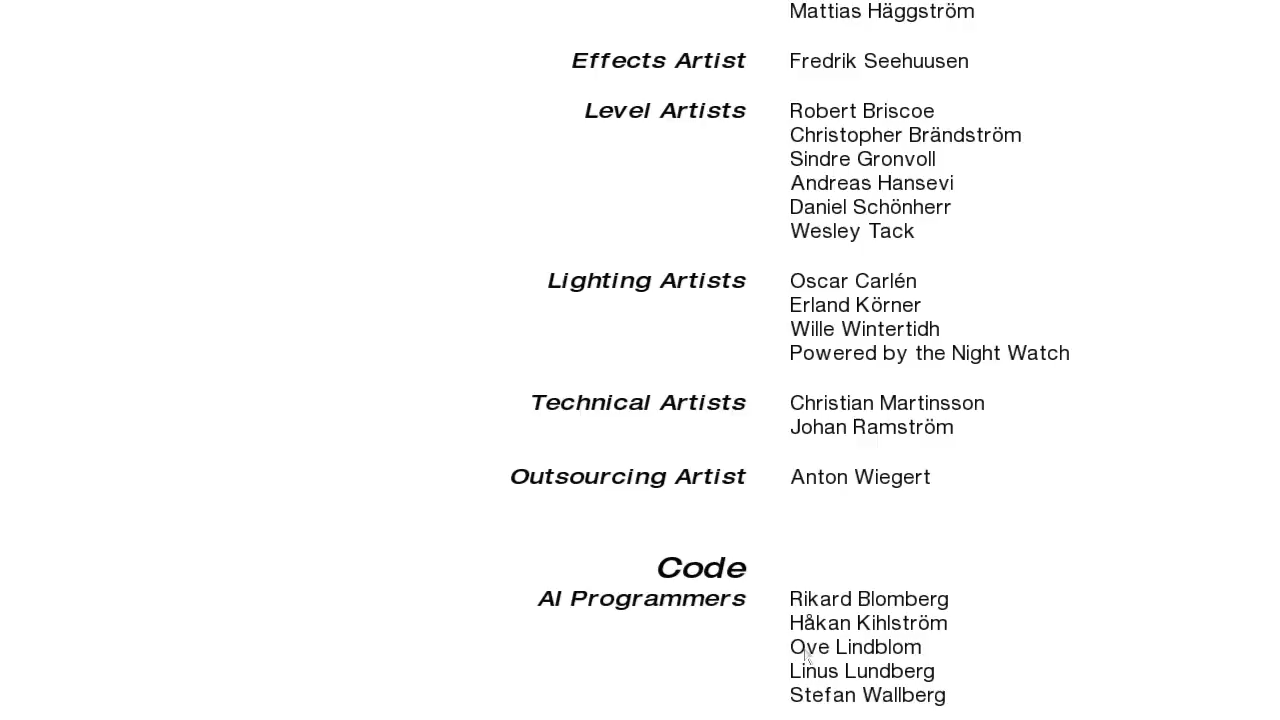 Mattias Häggström
Effects Artist Fredrik Seehuusen
Level Artists Robert Briscoe
Christopher Brändström
Sindre Gronvoll
Andreas Hansevi
Daniel Schönherr
Wesley Tack
Lighting Artists Oscar Carlén
Erland Körner
Wille Wintertidh
Powered by the Night Watch
Technical Artists Christian Martinsson
Johan Ramström
Outsourcing Artist Anton Wiegert
Code
AI Programmers Rikard Blomberg
Håkan Kihlström
Ove Lindblom
Linus Lundberg
Stefan Wallberg